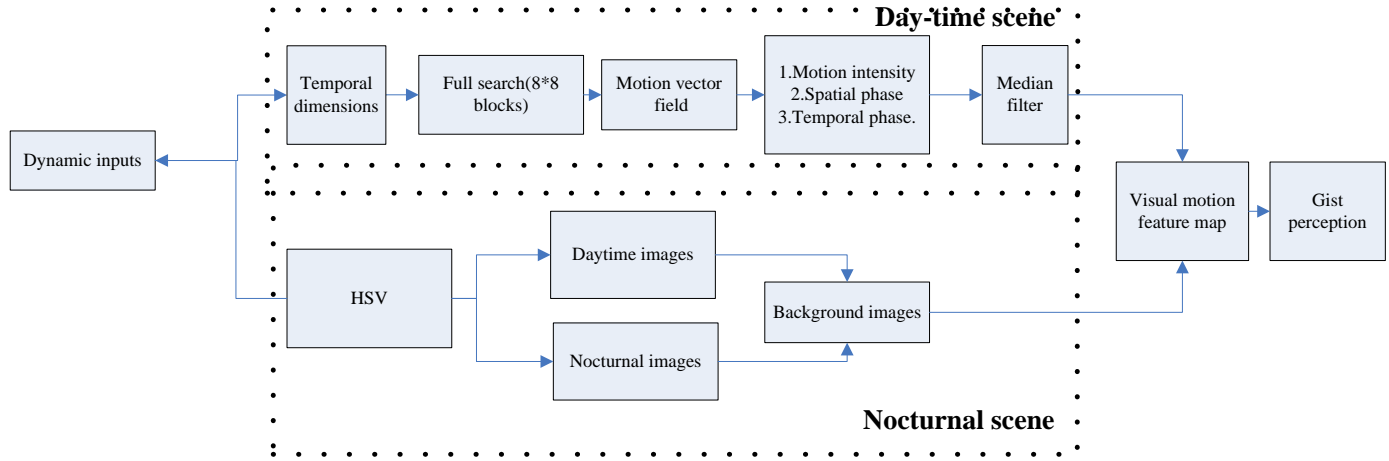 Day-time scene
Dynamic inputs
Temporal
dimensions
Full search(8*8
blocks)
Motion vector
field
1.Motion intensity
2.Spatial phase
3.Temporal phase.
Median
filter
Visual motion
feature map
Gist
perception
HSV
Daytime images
Nocturnal images
Background images
Nocturnal scene